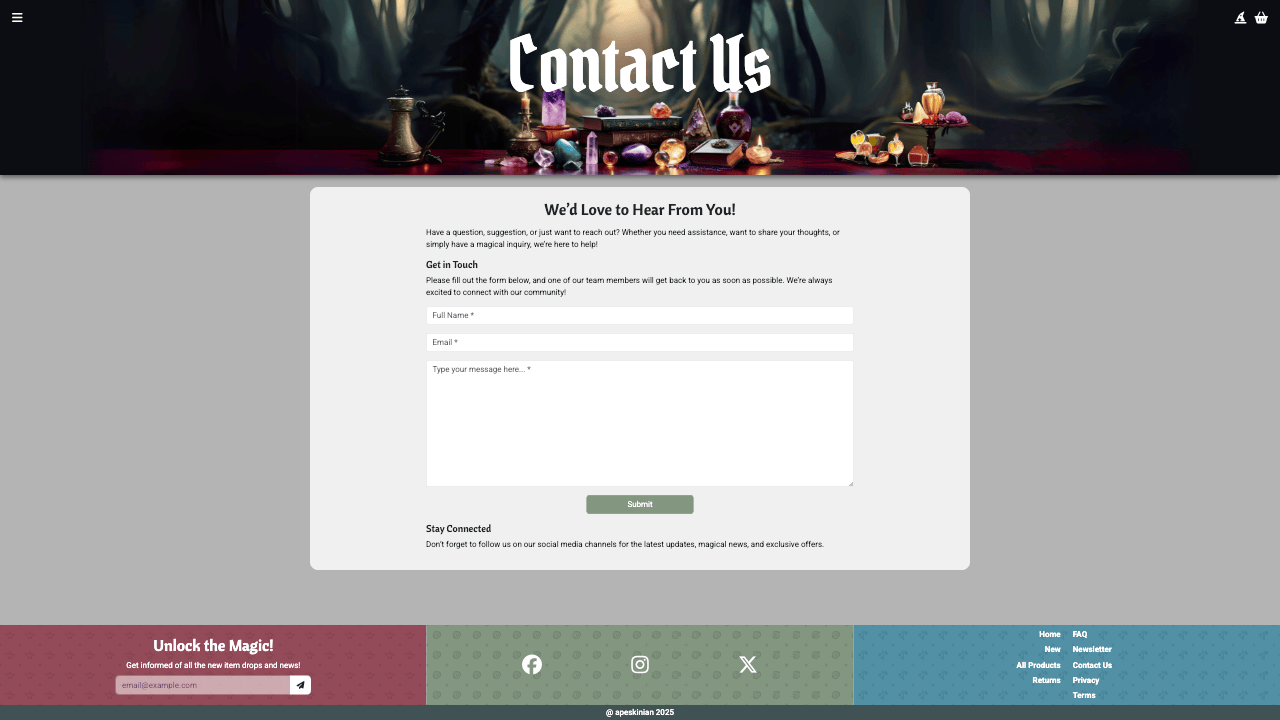 Contact Us
We'd Love to Hear From You!
Have a question, suggestion, or just want to reach out? Whether you need assistance, want to share your thoughts, or
simply have a magical inquiry, we're here to help!
Get in Touch
Please fill out the form below, and one of our team members will get back to you as soon as possible. We're always
excited to connect with our community!
Full Name *
Email *
Type your message here... *
Submit
Stay Connected
Don't forget to follow us on our social media channels for the latest updates, magical news, and exclusive offers.
Unlock the Magic!
Get informed of all the new item drops and news!
email@example.com
Home
New
All Products
Returns
FAQ
Newsletter
Contact Us
Privacy
Terms
@ apeskinian 2025